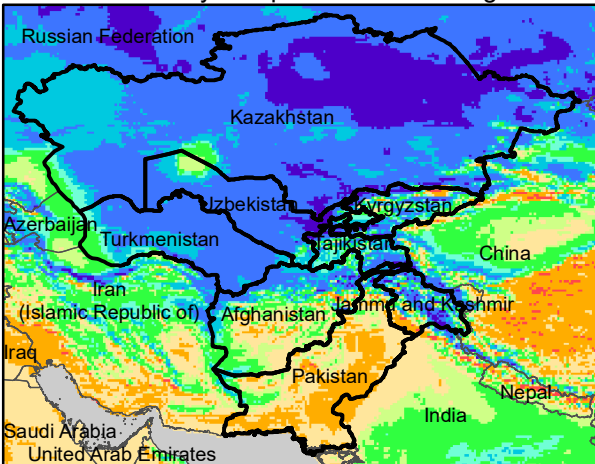 Russian Federation
Kazakhstan
Uzbekistan
Kyrgyzstan
Azerbaijan
Turkmenistan
Tajikistan
China
Iran
(Islamic Republic of)
Afghanistan
Jammu and Kashmir
Iraq
Pakistan
Nepal
India
Saudi Arabia
United Arab Emirates